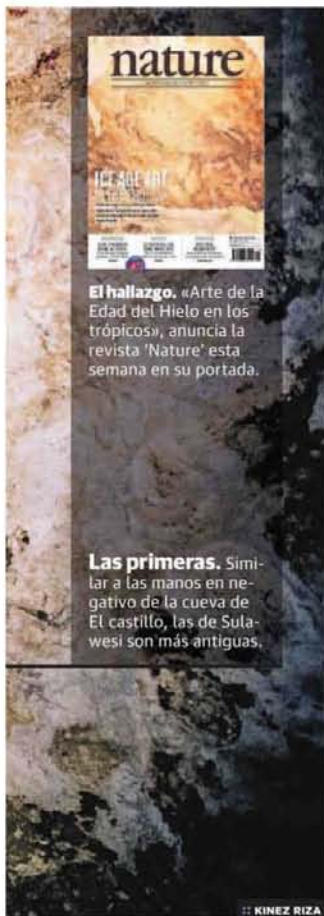 nature
ICE AGE ART
El hallazgo. «Arte de la
Edad del Hielo en los
trópicos», anuncia la
revista 'Nature' esta
semana en su portada.
Las primeras. Simi-
lar a las manos en ne-
gativo de la cueva de
El castillo, las de Sula-
wesi son más antiguas.
:: KINEZ RIZA